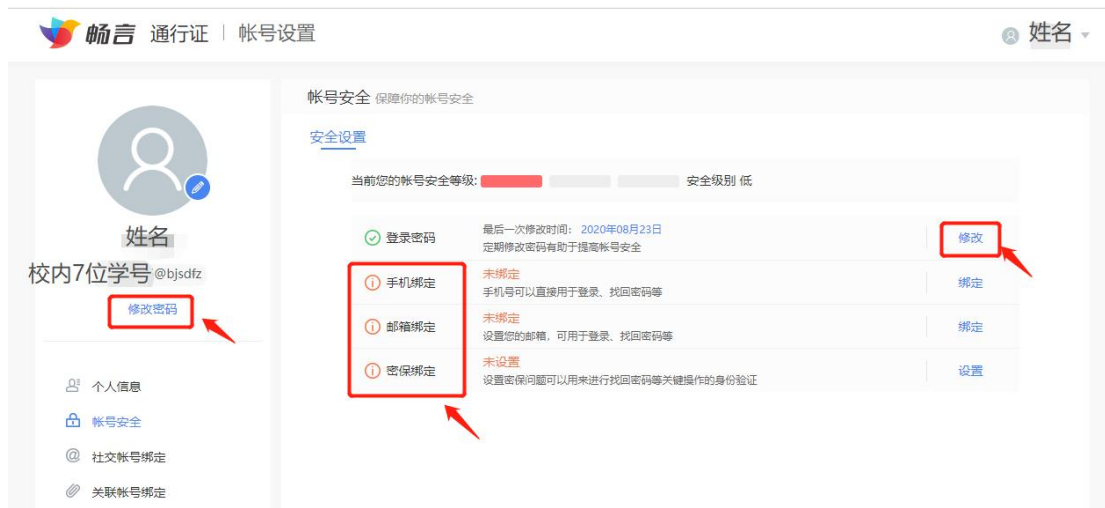 畅言 通行证 | 帐号设置
姓名
姓名
校内7位学号@bjsdfz
修改密码
个人信息
帐号安全
社交帐号绑定
关联帐号绑定
帐号安全 保障你的帐号安全
安全设置
当前您的帐号安全等级: 安全级别 低
登录密码
最后一次修改时间: 2020年08月23日
定期修改密码有助于提高帐号安全
修改
手机绑定
未绑定
手机号可以直接用于登录、找回密码等
绑定
邮箱绑定
未绑定
设置您的邮箱,可用于登录、找回密码等
绑定
密保绑定
未设置
设置密保问题可以用来进行找回密码等关键操作的身份验证
设置